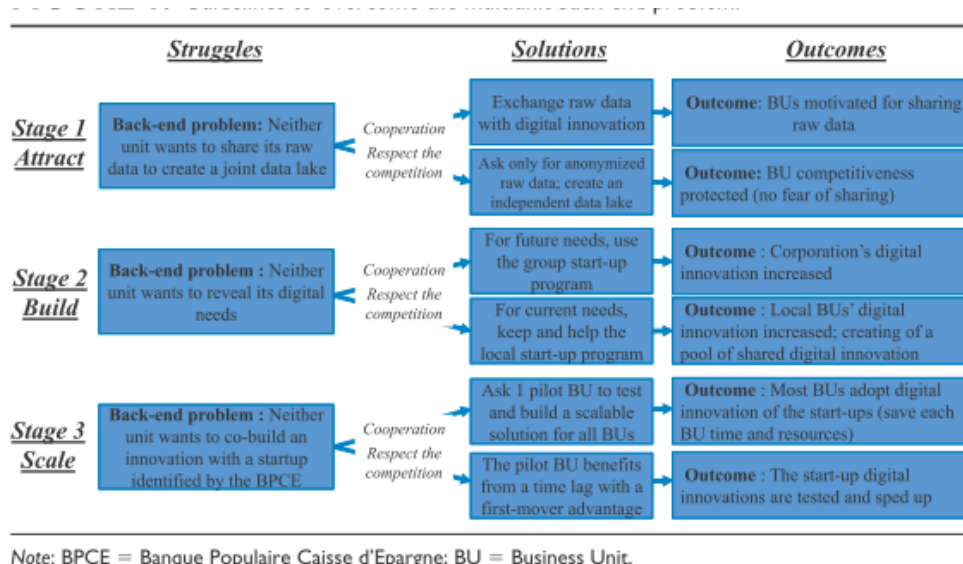 Struggles
Solutions
Outcomes
Stage 1
Attract
Back-end problem: Neither
unit wants to share its raw
data to create a joint data lake
Cooperation
Respect the
competition
Exchange raw data
with digital innovation
Outcome: BUs motivated for sharing
raw data
Ask only for anonymized
raw data; create an
independent data lake
Outcome: BU competitiveness
protected (no fear of sharing)
Stage 2
Build
Back-end problem : Neither
unit wants to reveal its digital
needs
Cooperation
Respect the
competition
For future needs, use
the group start-up
program
Outcome : Corporation's digital
innovation increased
For current needs,
keep and help the
local start-up program
Outcome : Local BUs' digital
innovation increased; creating of a
pool of shared digital innovation
Stage 3
Scale
Back-end problem : Neither
unit wants to co-build an
innovation with a startup
identified by the BPCE
Cooperation
Respect the
competition
Ask 1 pilot BU to test
and build a scalable
solution for all BUs
Outcome : Most BUs adopt digital
innovation of the start-ups (save each
BU time and resources)
The pilot BU benefits
from a time lag with a
first-mover advantage
Outcome : The start-up digital
innovations are tested and sped up
Note: BPCE = Banque Populaire Caisse d'Epargne; BU = Business Unit.